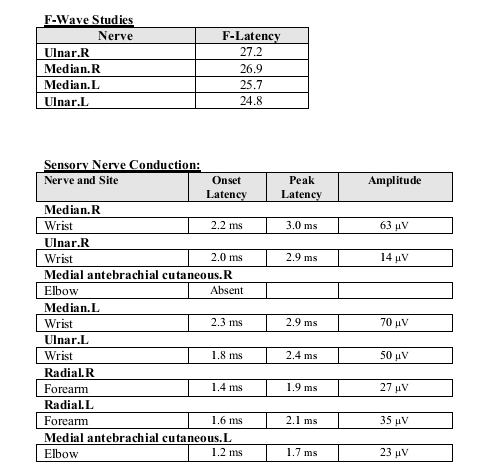 F-Wave Studies
Nerve F-Latency
Ulnar.R 27.2
Median.R 26.9
Median.L 25.7
Ulnar.L 24.8
Sensory Nerve Conduction:
Nerve and Site Onset Latency Peak Latency Amplitude
Median.R
Wrist 2.2 ms 3.0 ms 63 µV
Ulnar.R
Wrist 2.0 ms 2.9 ms 14 µV
Medial antebrachial cutaneous.R
Elbow Absent
Median.L
Wrist 2.3 ms 2.9 ms 70 µV
Ulnar.L
Wrist 1.8 ms 2.4 ms 50 µV
Radial.R
Forearm 1.4 ms 1.9 ms 27 µV
Radial.L
Forearm 1.6 ms 2.1 ms 35 µV
Medial antebrachial cutaneous.L
Elbow 1.2 ms 1.7 ms 23 µV